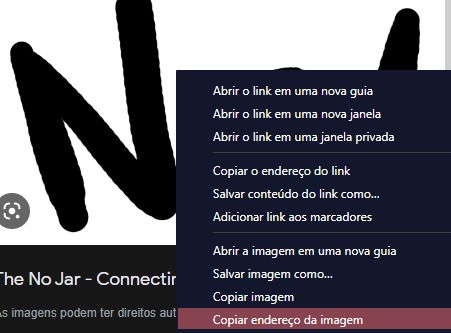 N
Abrir o link em uma nova guia
Abrir o link em uma nova janela
Abrir o link em uma janela privada
Copiar o endereço do link
Salvar conteúdo do link como...
Adicionar link aos marcadores
Abrir a imagem em uma nova guia
Salvar imagem como...
Copiar imagem
Copiar endereço da imagem
The No Jar - Connectin
As imagens podem ter direitos aut